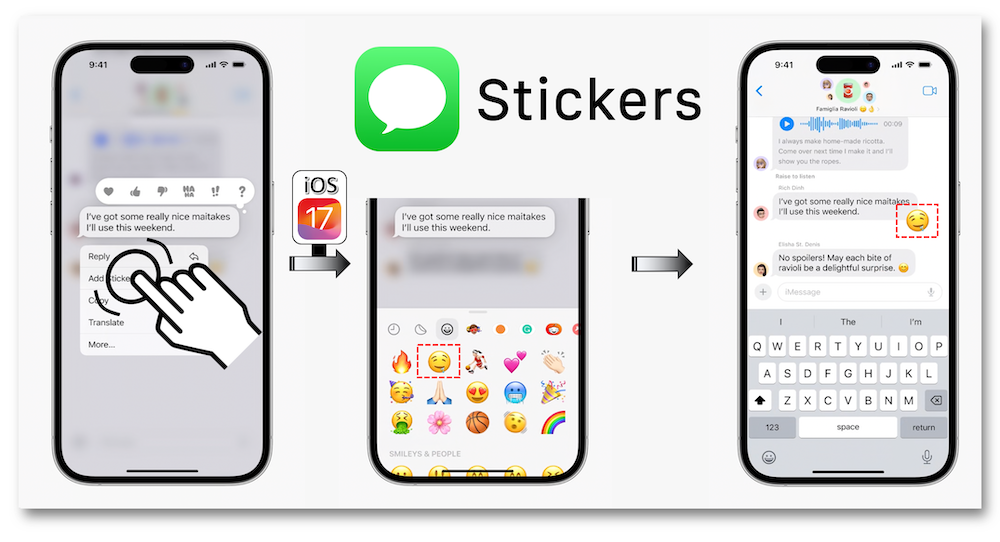 Stickers
9:41
HA
HA
!!
?
I've got some really nice maitakes
I'll use this weekend.
Reply
Add Sticke
Copy
Translate
More...
iOS
17
I've got some really nice maitakes
I'll use this weekend.
SMILEYS & PEOPLE
9:41
Famiglia Ravioli
00:09
I always make home-made ricotta.
Come over next time I make it and I'll
show you the ropes.
Raise to listen
Rich Dinh
I've got some really nice maitakes
I'll use this weekend.
Elisha St. Denis
No spoilers! May each bite of
ravioli be a delightful surprise. 😋
iMessage
I The I'm
Q W E R T Y U I O P
A S D F G H J K L
Z X C V B N M
123 space return